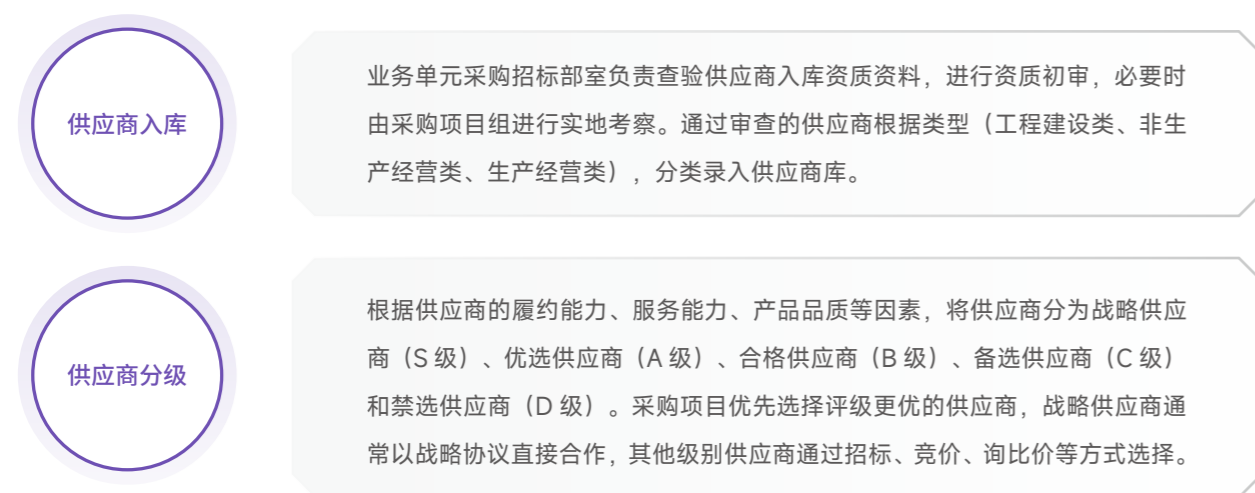 供应商入库
业务单元采购招标部室负责查验供应商入库资质资料，进行资质初审，必要时
由采购项目组进行实地考察。通过审查的供应商根据类型（工程建设类、非生
产经营类、生产经营类），分类录入供应商库。
供应商分级
根据供应商的履约能力、服务能力、产品品质等因素，将供应商分为战略供应
商（S 级）、优选供应商（A 级）、合格供应商（B 级）、备选供应商（C 级）
和禁选供应商（D 级）。采购项目优先选择评级更优的供应商，战略供应商通
常以战略协议直接合作，其他级别供应商通过招标、竞价、询比价等方式选择。